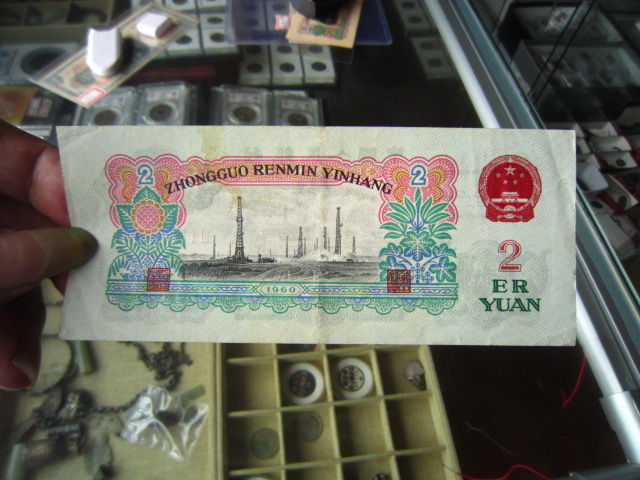 2
ZHONGGUO RENMIN YINHANG
2
1960
2
ER
YUAN